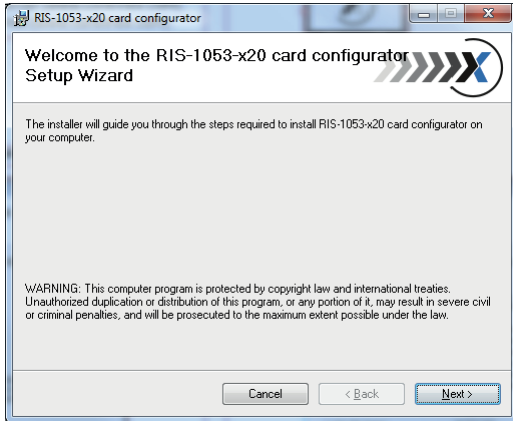 RIS-1053-x20 card configurator
Welcome to the RIS-1053-x20 card configurator
Setup Wizard
The installer will guide you through the steps required to install RIS-1053-x20 card configurator on
your computer.
WARNING: This computer program is protected by copyright law and international treaties.
Unauthorized duplication or distribution of this program, or any portion of it, may result in severe civil
or criminal penalties, and will be prosecuted to the maximum extent possible under the law.
Cancel
< Back
Next >